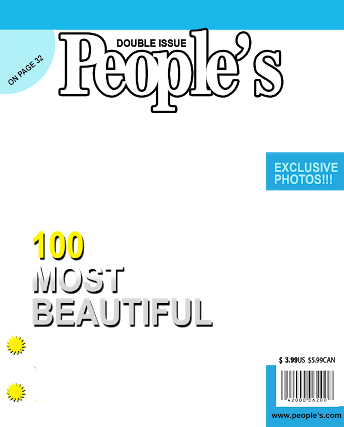 DOUBLE ISSUE
People's
ON PAGE 32
EXCLUSIVE
PHOTOS!!!
100
MOST
BEAUTIFUL
$ 3.99US $5.99CAN
www.people's.com